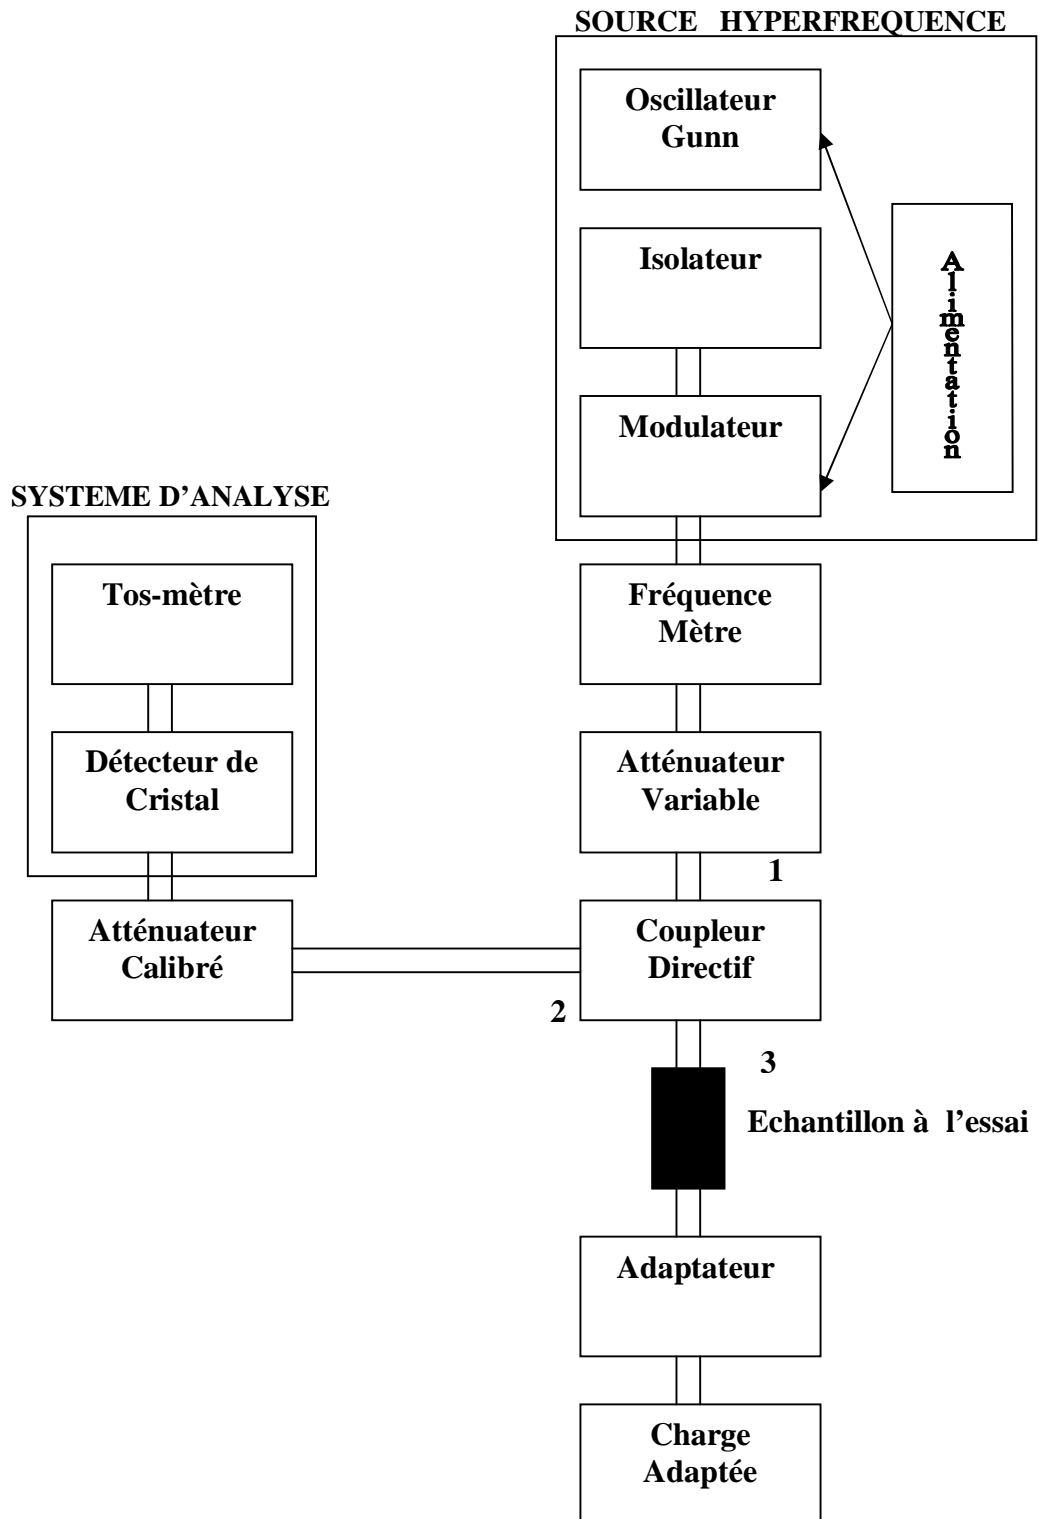 SOURCE HYPERFREQUENCE
Oscillateur
Gunn
Isolateur
Alimentation
Modulateur
SYSTEME D’ANALYSE
Tos-mètre
Fréquence
Mètre
Détecteur de
Cristal
Atténuateur
Variable
1
Atténuateur
Calibré
Coupleur
Directif
2
3
Echantillon à l’essai
Adaptateur
Charge
Adaptée